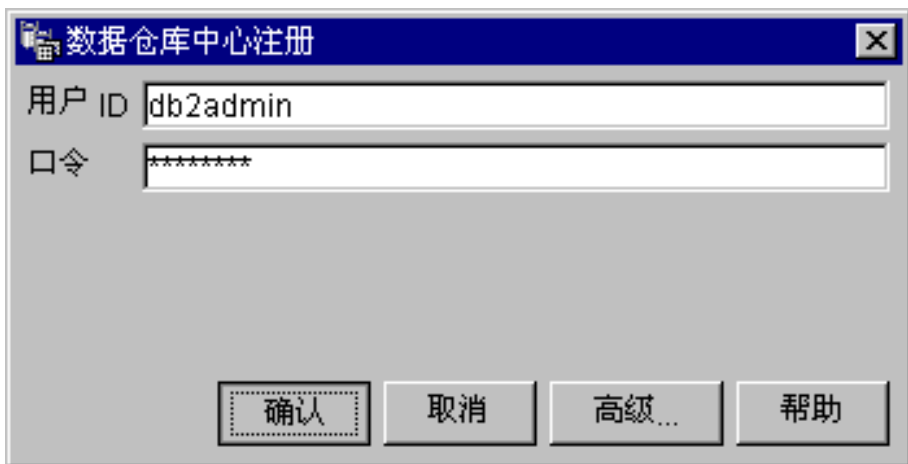 数据仓库中心注册
用户 ID db2admin
口令 ********
确认 取消 高级... 帮助